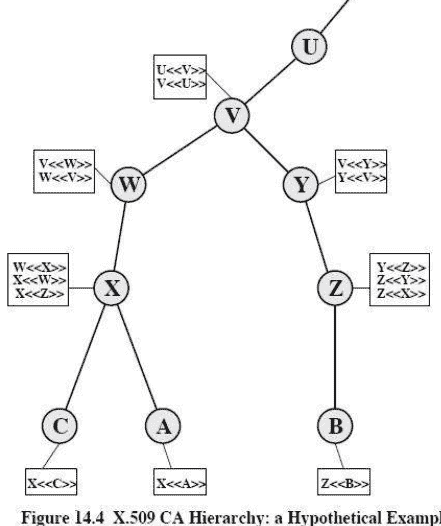 U
U<<V>>
V<<U>>
V
V<<W>>
W<<V>>
W
Y
V<<Y>>
Y<<V>>
W<<X>>
X<<W>>
X<<Z>>
X
Z
Y<<Z>>
Z<<Y>>
Z<<X>>
C
A
B
X<<C>>
X<<A>>
Z<<B>>
Figure 14.4 X.509 CA Hierarchy: a Hypothetical Exampl